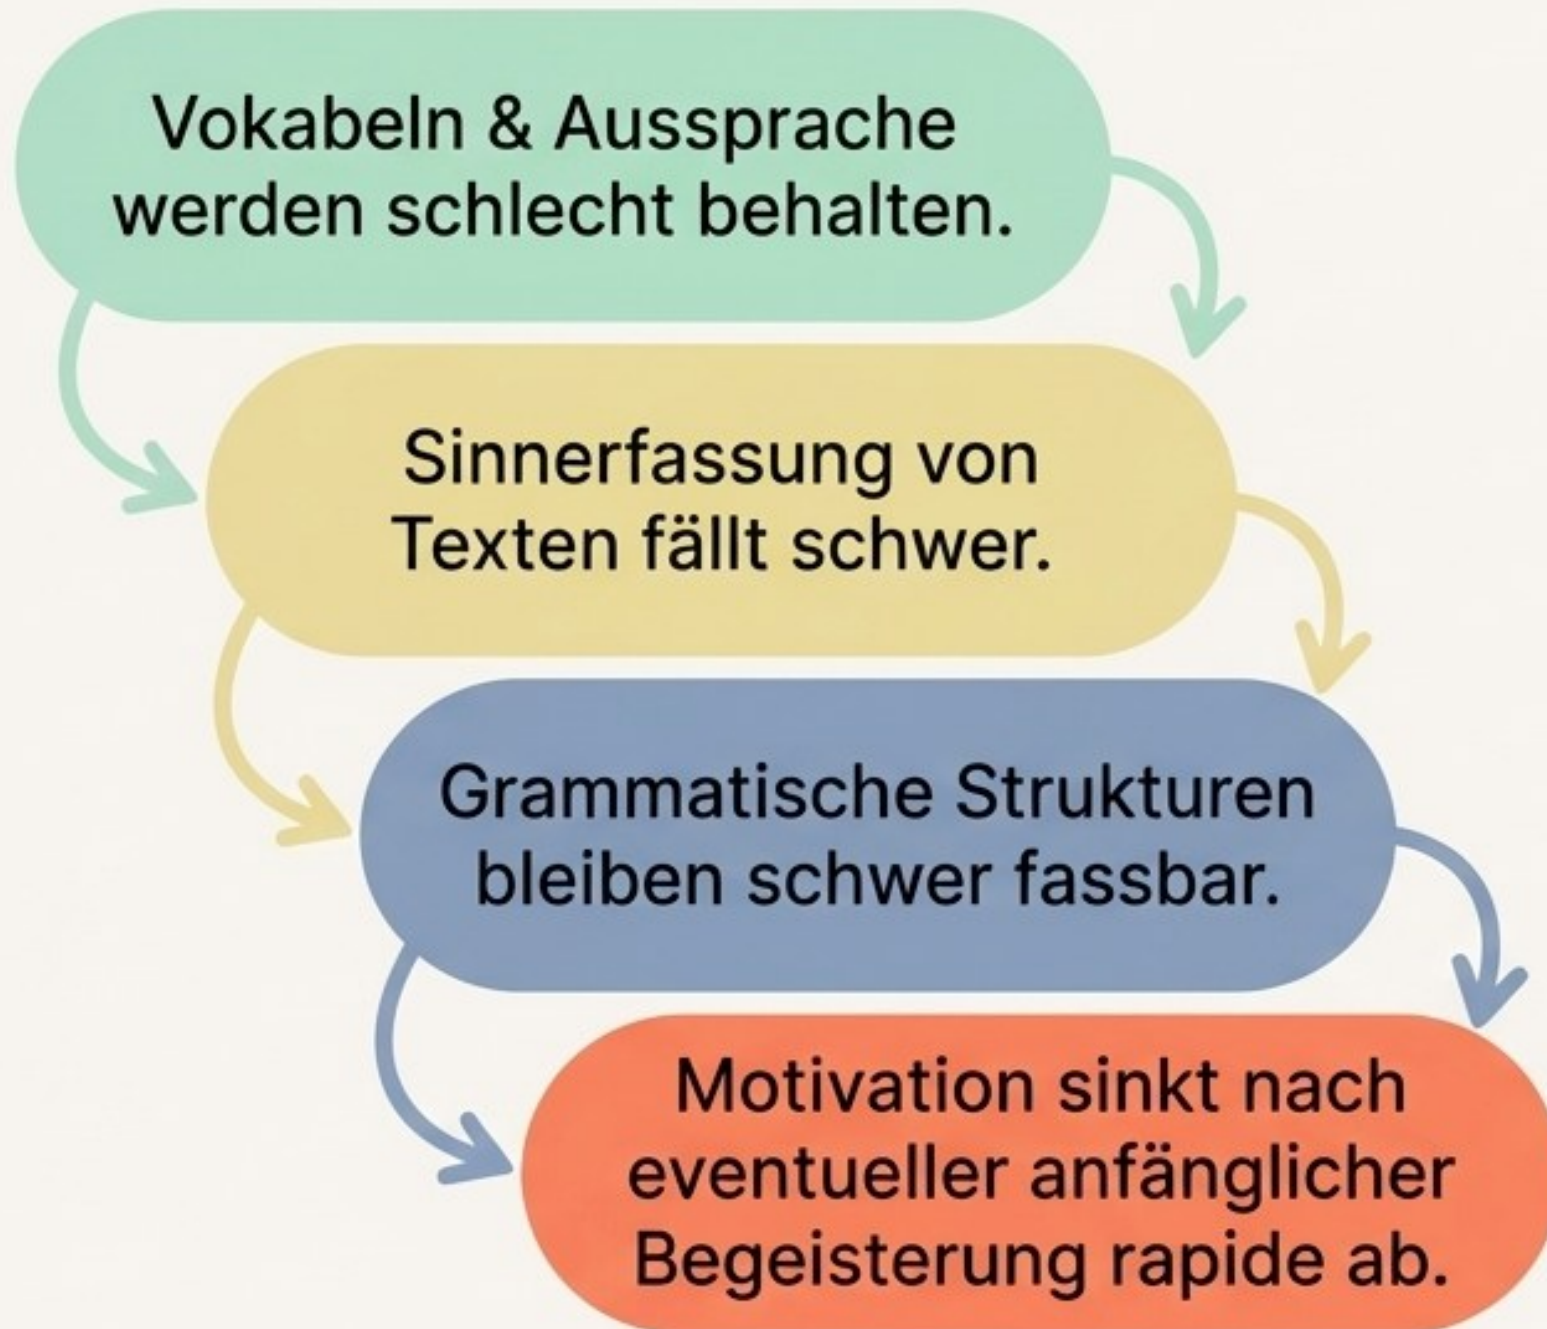 Vokabeln & Aussprache
werden schlecht behalten.
Sinnerfassung von
Texten fällt schwer.
Grammatische Strukturen
bleiben schwer fassbar.
Motivation sinkt nach
eventueller anfänglicher
Begeisterung rapide ab.